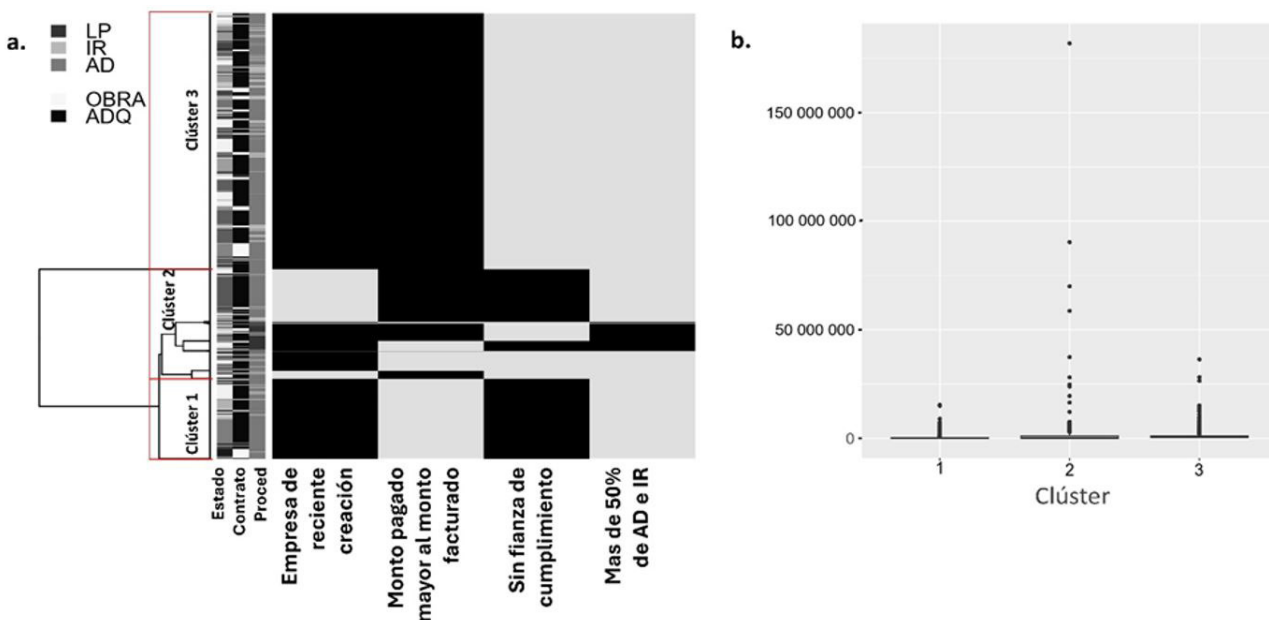 a.
LP
IR
AD
OBRA
ADQ
Clúster 3
Clúster 2
Clúster 1
Estado
Contrato
Proced
Empresa de
reciente
creación
Monto pagado
mayor al monto
facturado
Sin fianza de
cumplimiento
Mas de 50%
de AD e IR
b.
150 000 000
100 000 000
50 000 000
0
1
2
3
Clúster